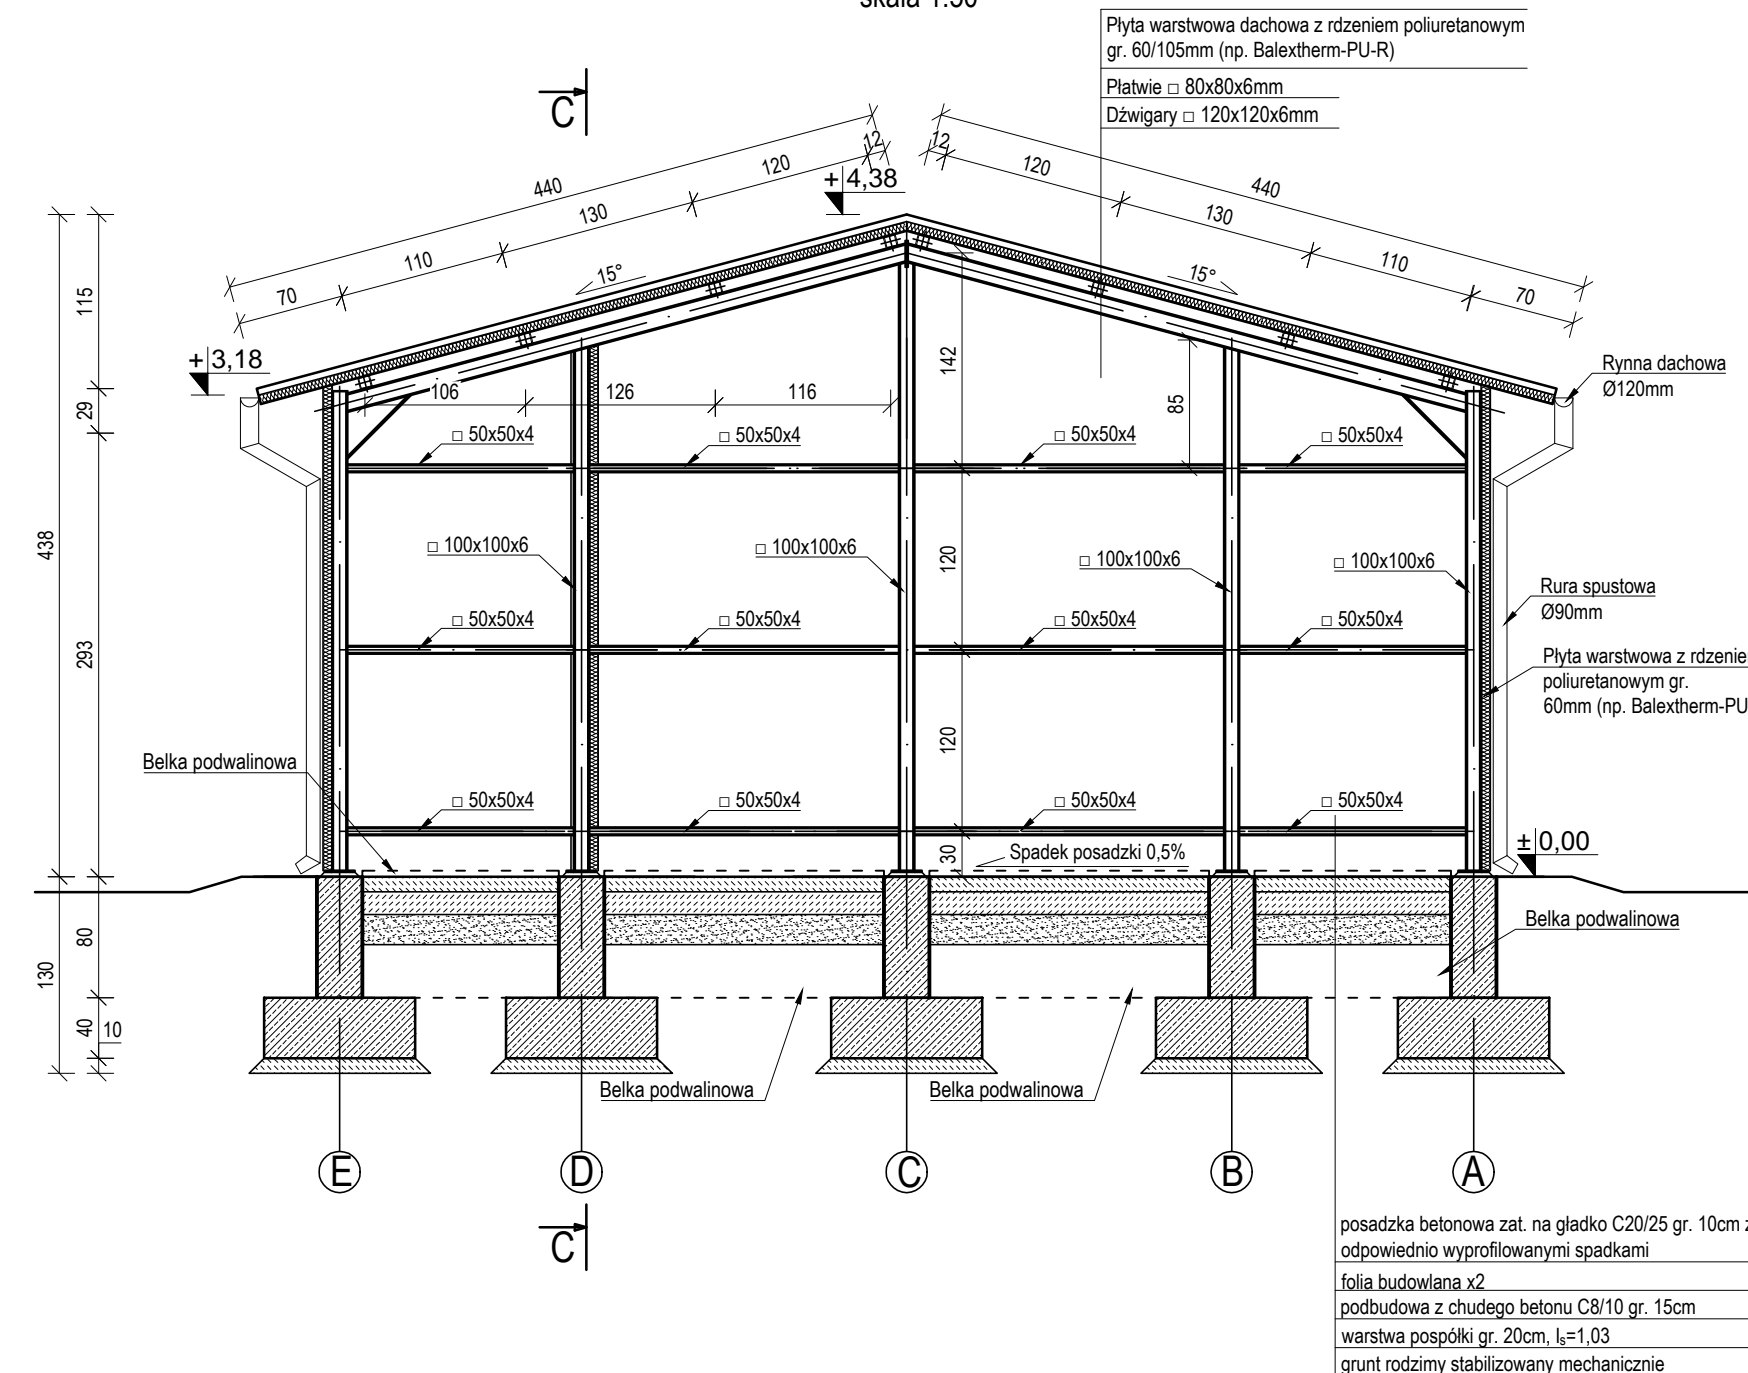 skala 1:50
Płyta warstwowa dachowa z rdzeniem poliuretanowym
gr. 60/105mm (np. Balextherm-PU-R)
Płatwie □ 80x80x6mm
Dźwigary □ 120x120x6mm
C
440
120
12
130
110
70
+4,38
12
120
440
130
110
70
15°
15°
+3,18
115
29
438
293
106
126
116
142
85
Rynna dachowa
Ø120mm
□ 50x50x4
□ 50x50x4
□ 50x50x4
□ 50x50x4
□ 100x100x6
□ 100x100x6
□ 100x100x6
□ 100x100x6
120
Rura spustowa
Ø90mm
□ 50x50x4
□ 50x50x4
□ 50x50x4
□ 50x50x4
Płyta warstwowa z rdzenie
poliuretanowym gr.
60mm (np. Balextherm-PU
120
Belka podwalinowa
□ 50x50x4
□ 50x50x4
□ 50x50x4
□ 50x50x4
30
Spadek posadzki 0,5%
±0,00
Belka podwalinowa
80
130
40
10
Belka podwalinowa
Belka podwalinowa
E
D
C
B
A
C
posadzka betonowa zat. na gładko C20/25 gr. 10cm z
odpowiednio wyprofilowanymi spadkami
folia budowlana x2
podbudowa z chudego betonu C8/10 gr. 15cm
warstwa pospółki gr. 20cm, Iₛ=1,03
grunt rodzimy stabilizowany mechanicznie